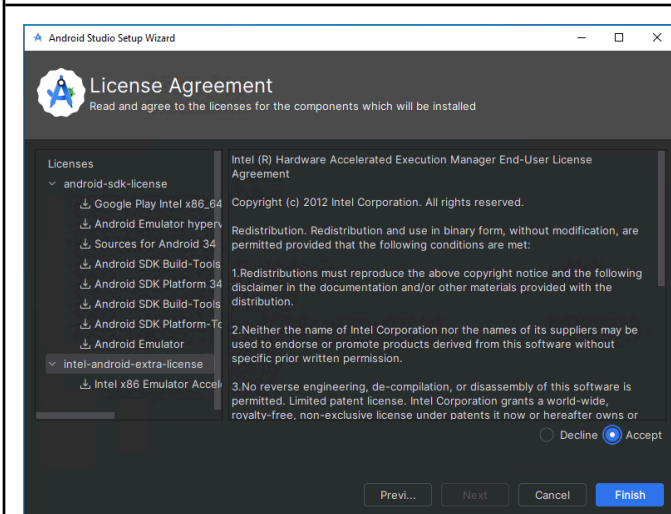 Android Studio Setup Wizard
License Agreement
Read and agree to the licenses for the components which will be installed
Licenses
android-sdk-license
Google Play Intel x86_64
Android Emulator hyperv
Sources for Android 34
Android SDK Build-Tools
Android SDK Platform 34
Android SDK Build-Tools
Android SDK Platform-To
Android Emulator
intel-android-extra-license
Intel x86 Emulator Accele
Intel (R) Hardware Accelerated Execution Manager End-User License
Agreement
Copyright (c) 2012 Intel Corporation. All rights reserved.
Redistribution. Redistribution and use in binary form, without modification, are
permitted provided that the following conditions are met:
1.Redistributions must reproduce the above copyright notice and the following
disclaimer in the documentation and/or other materials provided with the
distribution.
2.Neither the name of Intel Corporation nor the names of its suppliers may be
used to endorse or promote products derived from this software without
specific prior written permission.
3.No reverse engineering, de-compilation, or disassembly of this software is
permitted. Limited patent license. Intel Corporation grants a world-wide,
royalty-free, non-exclusive license under patents it now or hereafter owns or
Decline Accept
Previ... Next Cancel Finish